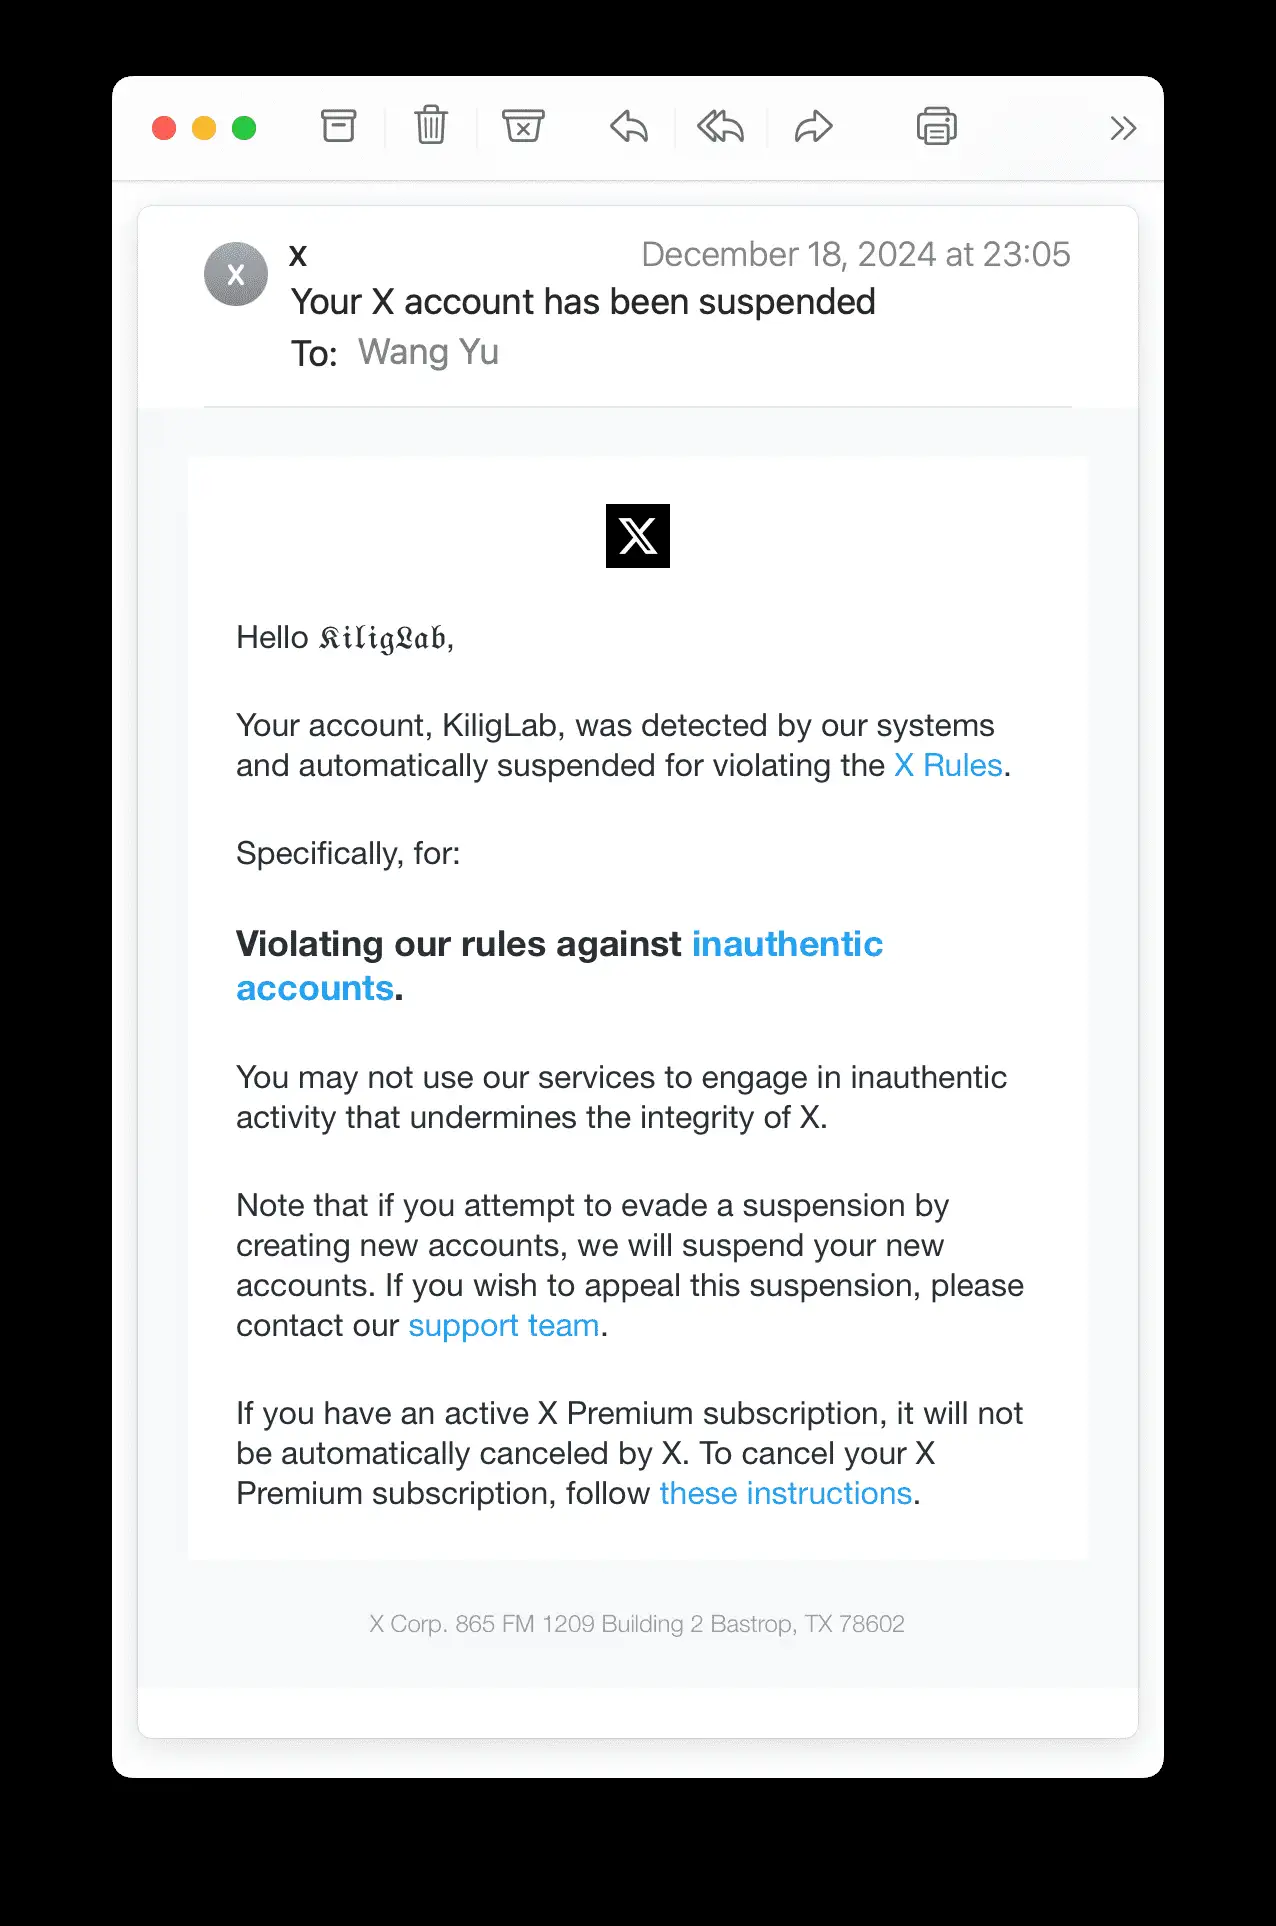 X
X
December 18, 2024 at 23:05
Your X account has been suspended
To: Wang Yu
𝕏
Hello 𝔎𝔦𝔩𝔦𝔤𝔏𝔞𝔟,
Your account, KiligLab, was detected by our systems
and automatically suspended for violating the X Rules.
Specifically, for:
Violating our rules against inauthentic
accounts.
You may not use our services to engage in inauthentic
activity that undermines the integrity of X.
Note that if you attempt to evade a suspension by
creating new accounts, we will suspend your new
accounts. If you wish to appeal this suspension, please
contact our support team.
If you have an active X Premium subscription, it will not
be automatically canceled by X. To cancel your X
Premium subscription, follow these instructions.
X Corp. 865 FM 1209 Building 2 Bastrop, TX 78602